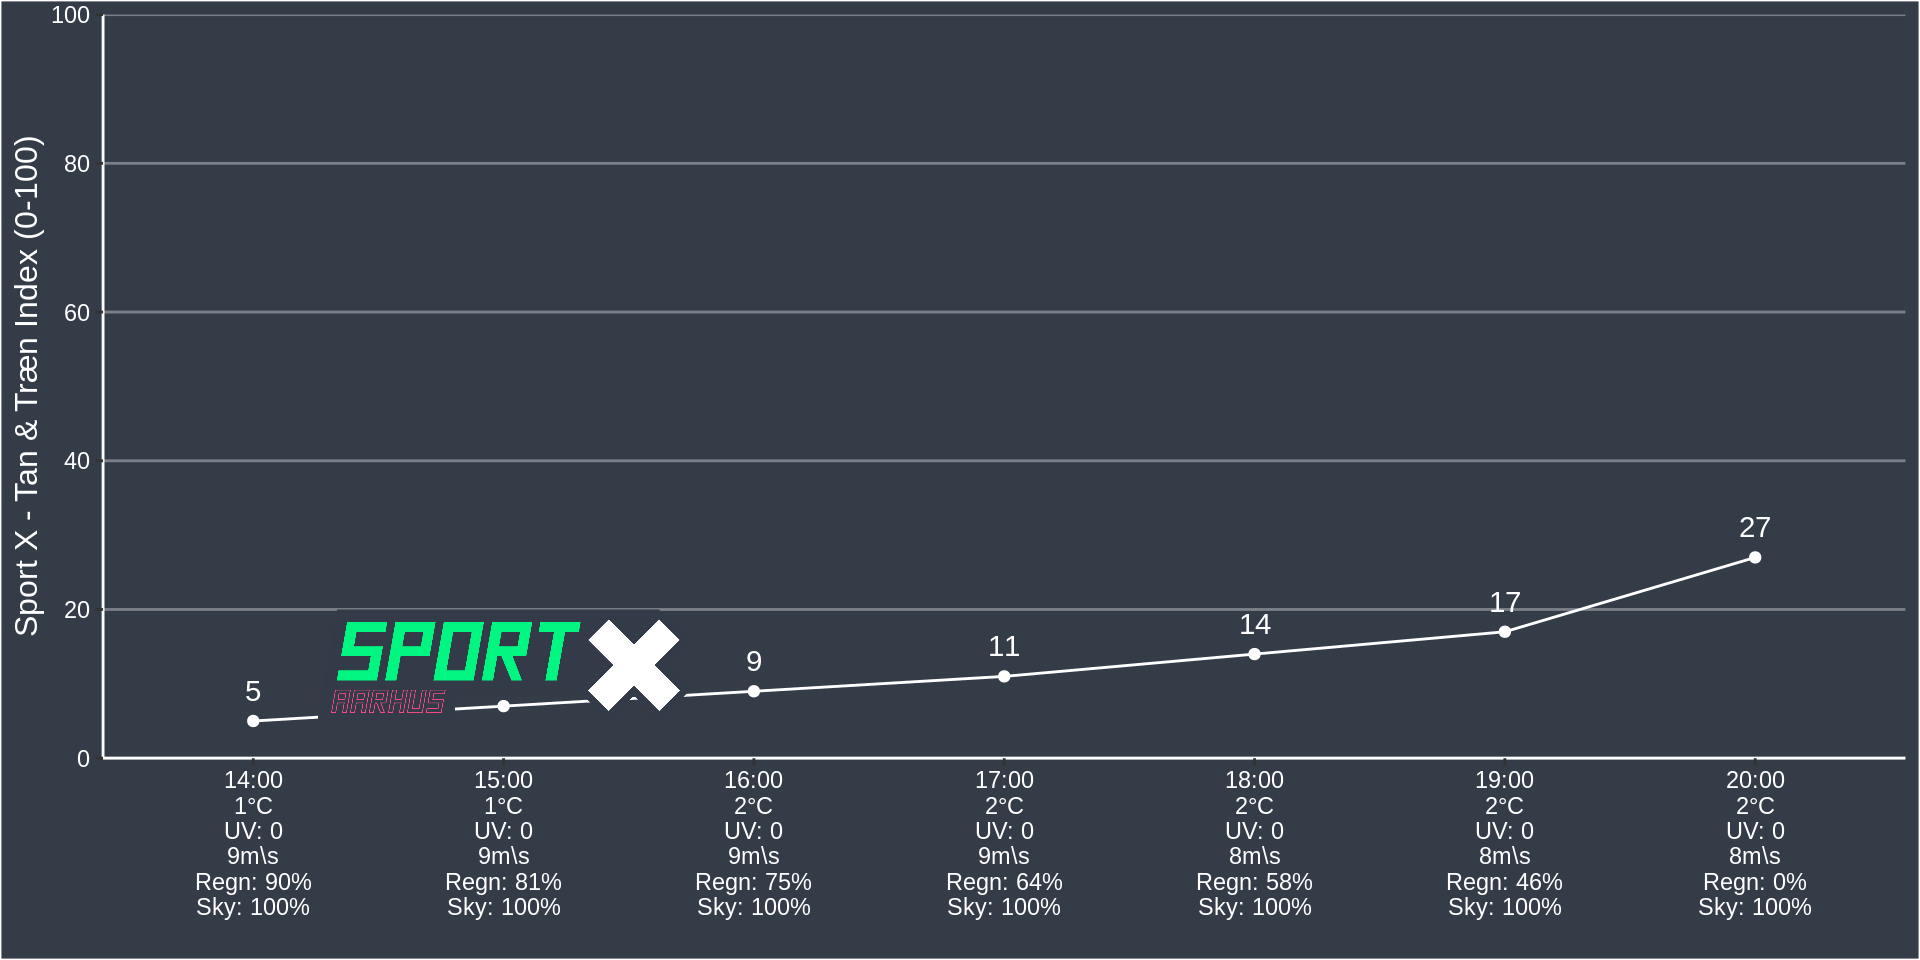 Sport X - Tan & Træn Index (0-100)
100
80
60
40
20
0
5
9
11
14
17
27
SPORT X
AARHUS
14:00
1°C
UV: 0
9m\s
Regn: 90%
Sky: 100%
15:00
1°C
UV: 0
9m\s
Regn: 81%
Sky: 100%
16:00
2°C
UV: 0
9m\s
Regn: 75%
Sky: 100%
17:00
2°C
UV: 0
9m\s
Regn: 64%
Sky: 100%
18:00
2°C
UV: 0
8m\s
Regn: 58%
Sky: 100%
19:00
2°C
UV: 0
8m\s
Regn: 46%
Sky: 100%
20:00
2°C
UV: 0
8m\s
Regn: 0%
Sky: 100%